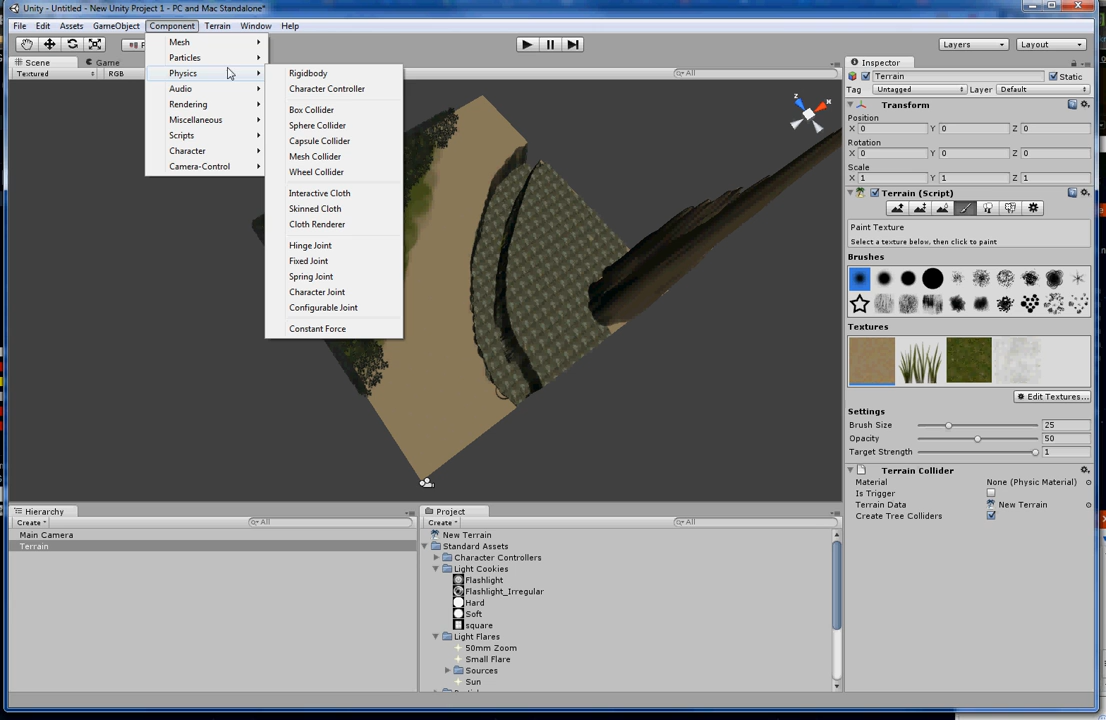 Unity - Untitled - New Unity Project 1 - PC and Mac Standalone*
File Edit Assets GameObject Component Terrain Window Help
Layers Layout
Scene Game
Textured RGB All
Mesh
Particles
Physics
Audio
Rendering
Miscellaneous
Scripts
Character
Camera-Control
Rigidbody
Character Controller
Box Collider
Sphere Collider
Capsule Collider
Mesh Collider
Wheel Collider
Interactive Cloth
Skinned Cloth
Cloth Renderer
Hinge Joint
Fixed Joint
Spring Joint
Character Joint
Configurable Joint
Constant Force
z x
Inspector
Terrain Static
Tag Untagged Layer Default
Transform
Position
X 0 Y 0 Z 0
Rotation
X 0 Y 0 Z 0
Scale
X 1 Y 1 Z 1
Terrain (Script)
Paint Texture
Select a texture below, then click to paint
Brushes
Textures
Edit Textures...
Settings
Brush Size 25
Opacity 50
Target Strength 1
Terrain Collider
Material None (Physic Material)
Is Trigger
Terrain Data New Terrain
Create Tree Colliders
Hierarchy
Create All
Main Camera
Terrain
Project
Create All
New Terrain
Standard Assets
Character Controllers
Light Cookies
Flashlight
Flashlight_Irregular
Hard
Soft
square
Light Flares
50mm Zoom
Small Flare
Sources
Sun